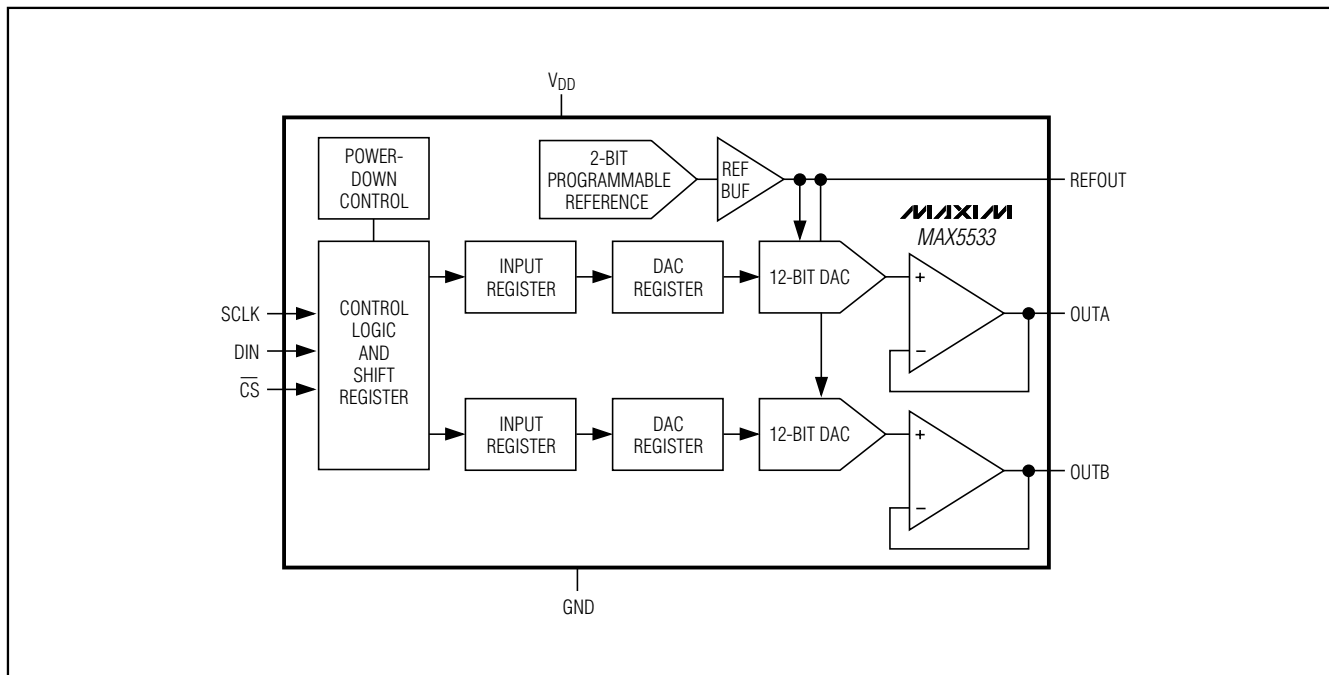 VDD
POWER-
DOWN
CONTROL
2-BIT
PROGRAMMABLE
REFERENCE
REF
BUF
REFOUT
MAXIM
MAX5533
CONTROL
LOGIC
AND
SHIFT
REGISTER
INPUT
REGISTER
DAC
REGISTER
12-BIT DAC
+
−
OUTA
SCLK
DIN
C̅S̅
INPUT
REGISTER
DAC
REGISTER
12-BIT DAC
+
−
OUTB
GND